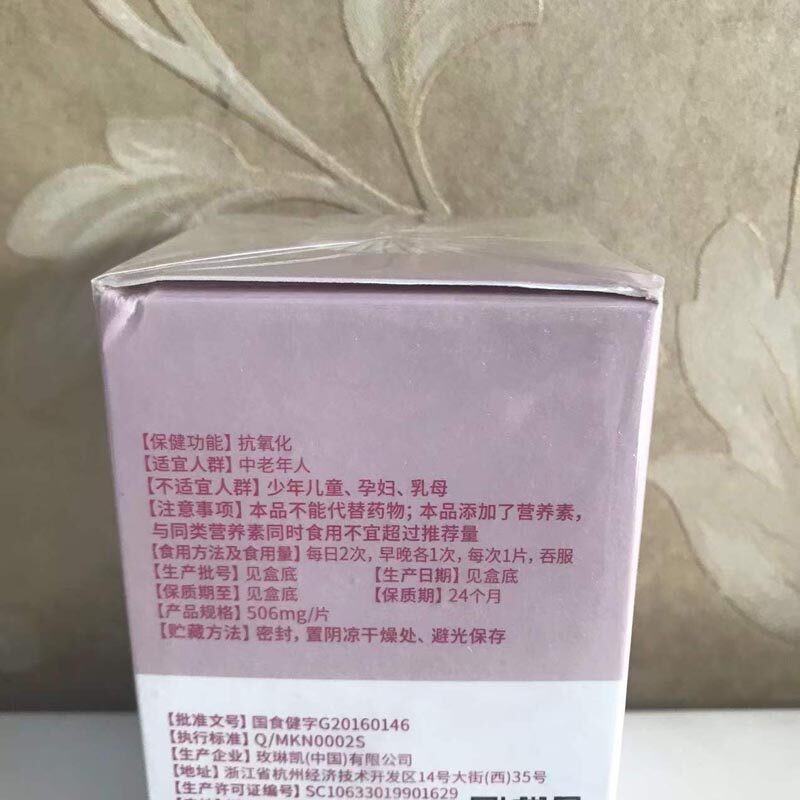 【保健功能】抗氧化
【适宜人群】中老年人
【不适宜人群】少年儿童、孕妇、乳母
【注意事项】本品不能代替药物；本品添加了营养素，
与同类营养素同时食用不宜超过推荐量
【食用方法及食用量】每日2次，早晚各1次，每次1片，吞服
【生产批号】见盒底 【生产日期】见盒底
【保质期至】见盒底 【保质期】24个月
【产品规格】506mg/片
【贮藏方法】密封，置阴凉干燥处、避光保存
【批准文号】国食健字G20160146
【执行标准】Q/MKN0002S
【生产企业】玫琳凯(中国)有限公司
【地址】浙江省杭州经济技术开发区14号大街(西)35号
【生产许可证编号】SC10633019901629